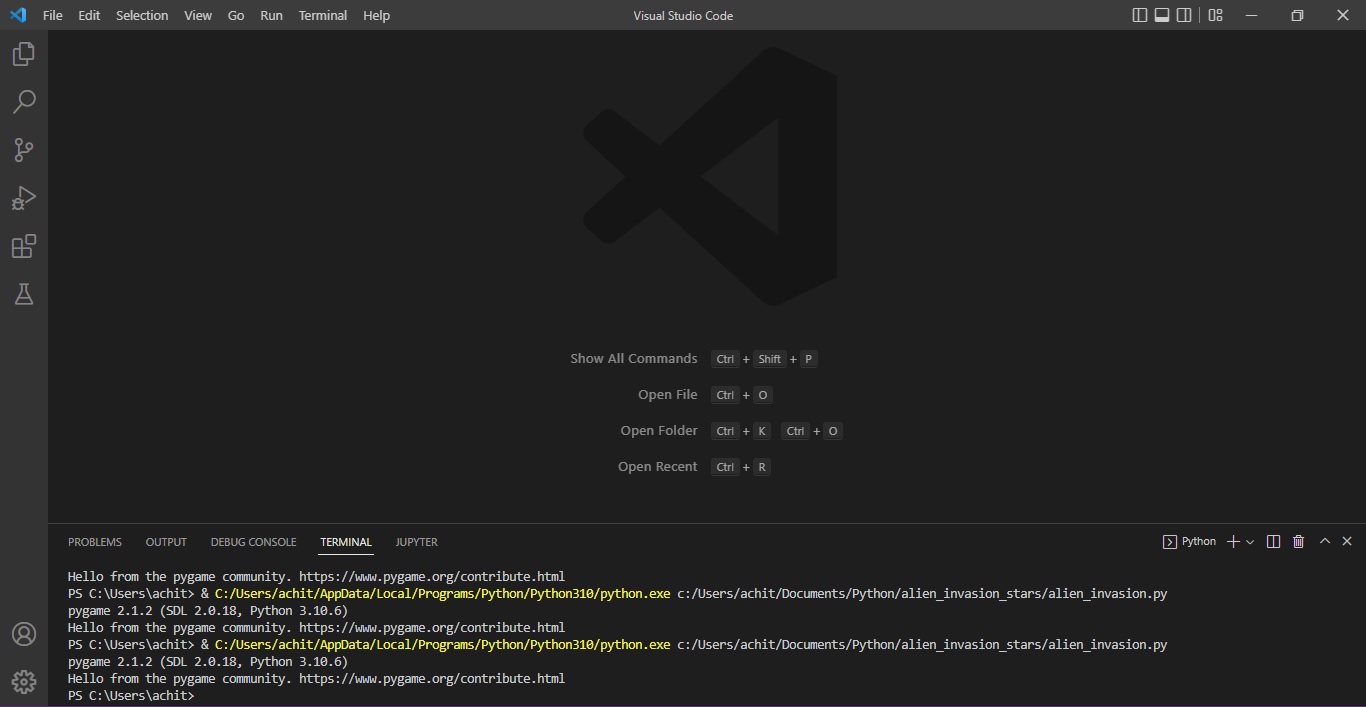 File Edit Selection View Go Run Terminal Help Visual Studio Code
Show All Commands Ctrl + Shift + P
Open File Ctrl + O
Open Folder Ctrl + K Ctrl + O
Open Recent Ctrl + R
PROBLEMS OUTPUT DEBUG CONSOLE TERMINAL JUPYTER Python
Hello from the pygame community. https://www.pygame.org/contribute.html
PS C:\Users\achit> & C:/Users/achit/AppData/Local/Programs/Python/Python310/python.exe c:/Users/achit/Documents/Python/alien_invasion_stars/alien_invasion.py
pygame 2.1.2 (SDL 2.0.18, Python 3.10.6)
Hello from the pygame community. https://www.pygame.org/contribute.html
PS C:\Users\achit> & C:/Users/achit/AppData/Local/Programs/Python/Python310/python.exe c:/Users/achit/Documents/Python/alien_invasion_stars/alien_invasion.py
pygame 2.1.2 (SDL 2.0.18, Python 3.10.6)
Hello from the pygame community. https://www.pygame.org/contribute.html
PS C:\Users\achit>